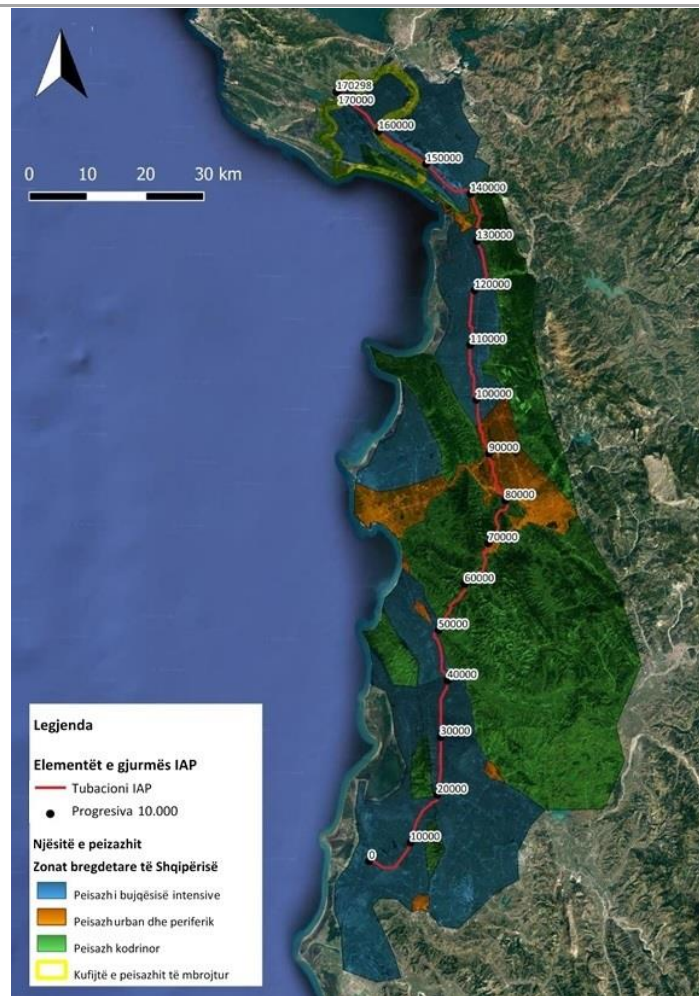 170298
170000
160000
150000
140000
130000
120000
110000
100000
90000
80000
70000
60000
50000
40000
30000
20000
10000
0
0 10 20 30 km
Legjenda
Elementët e gjurmës IAP
Tubacioni IAP
Progresiva 10.000
Njësitë e peizazhit
Zonat bregdetare të Shqipërisë
Peisazhi bujqësisë intensive
Peisazh urban dhe periferik
Peisazh kodrinor
Kufijtë e peisazhit të mbrojtur